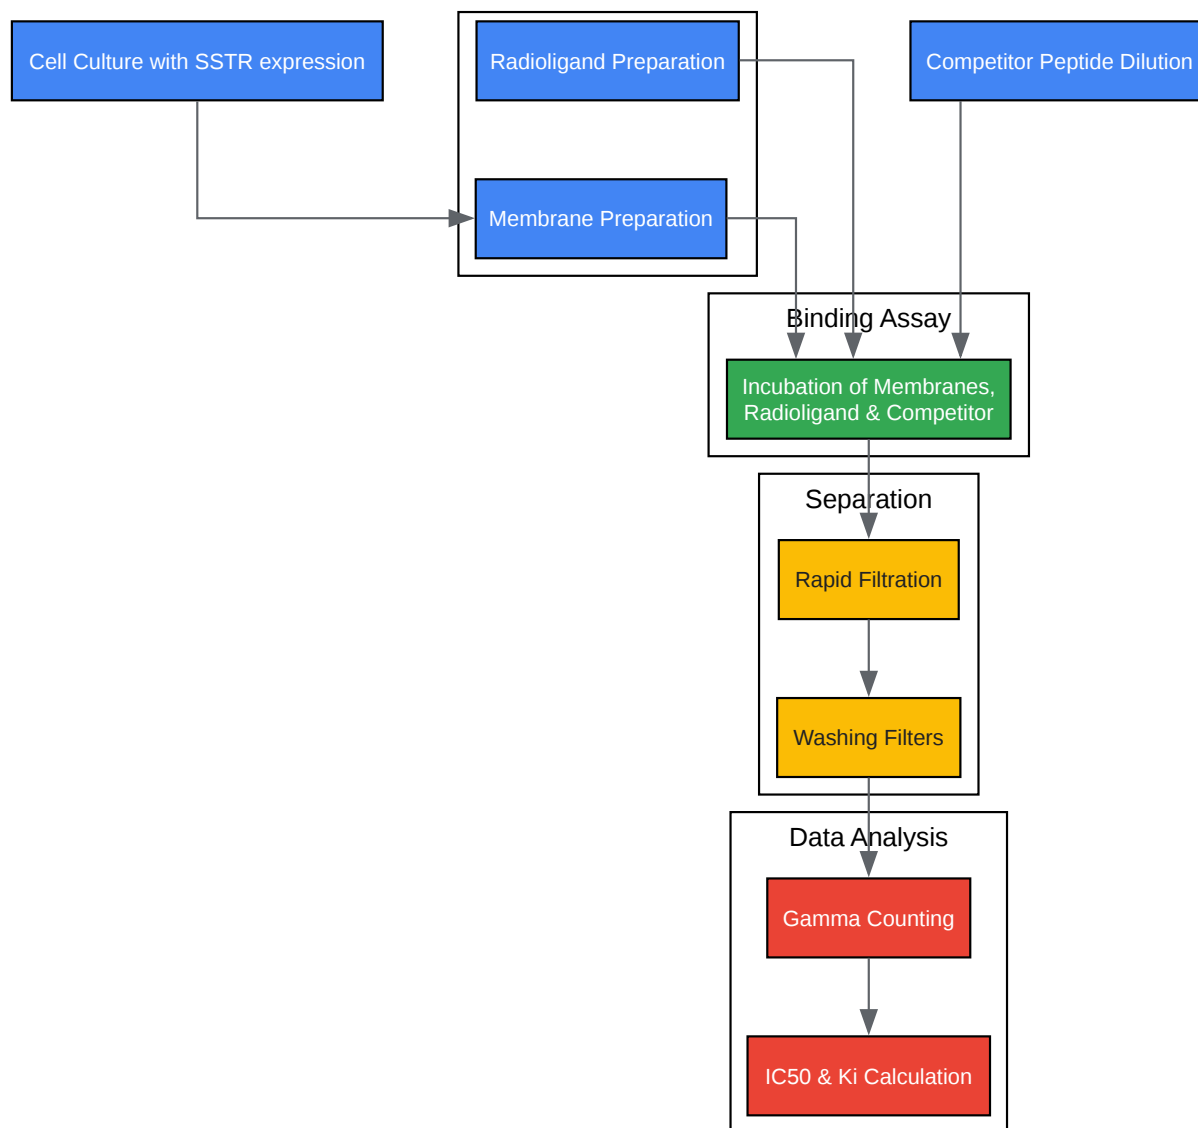 Cell Culture with SSTR expression
Radioligand Preparation
Competitor Peptide Dilution
Membrane Preparation
Binding Assay
Incubation of Membranes,
Radioligand & Competitor
Separation
Rapid Filtration
Washing Filters
Data Analysis
Gamma Counting
IC50 & Ki Calculation